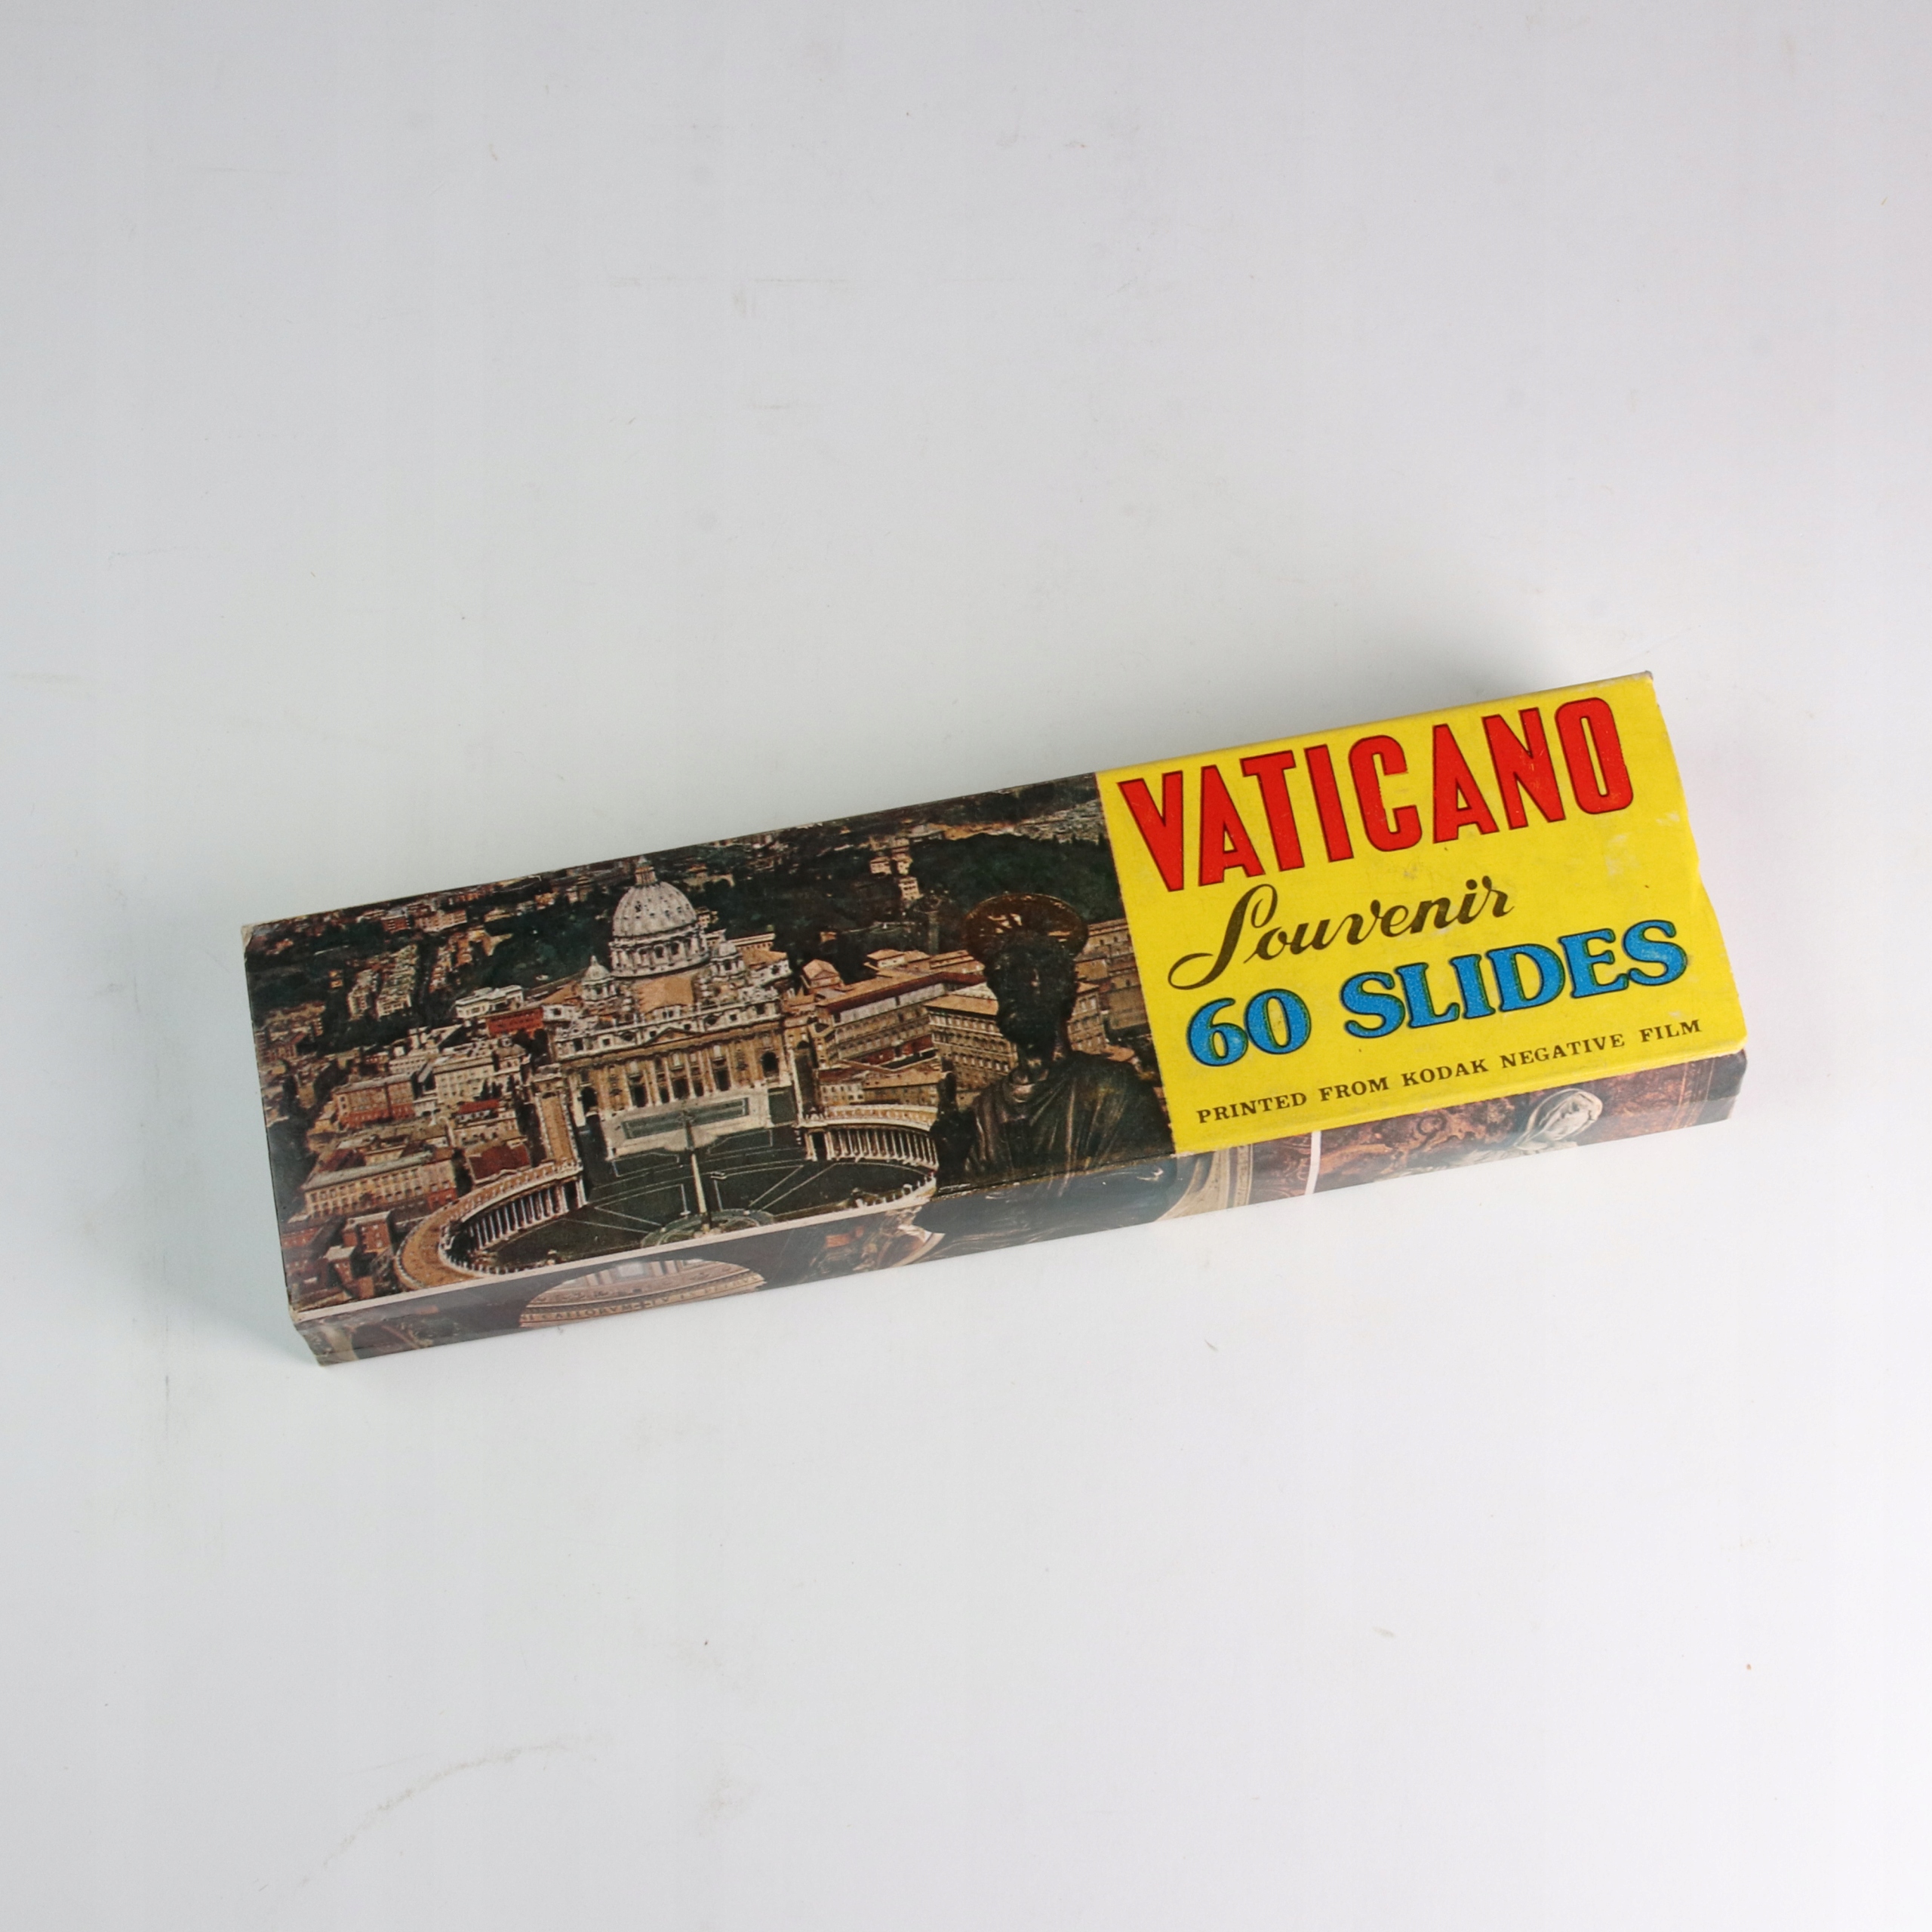 VATICANO
Souvenir
60 SLIDES
PRINTED FROM KODAK NEGATIVE FILM